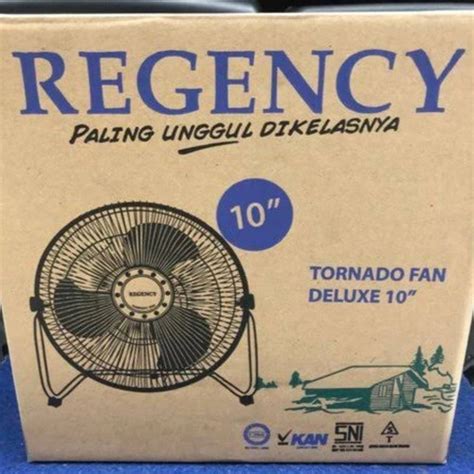 REGENCY
PALING UNGGUL DIKELASNYA
10"
REGENCY
TORNADO FAN
DELUXE 10"
KAN
SNI
S
T